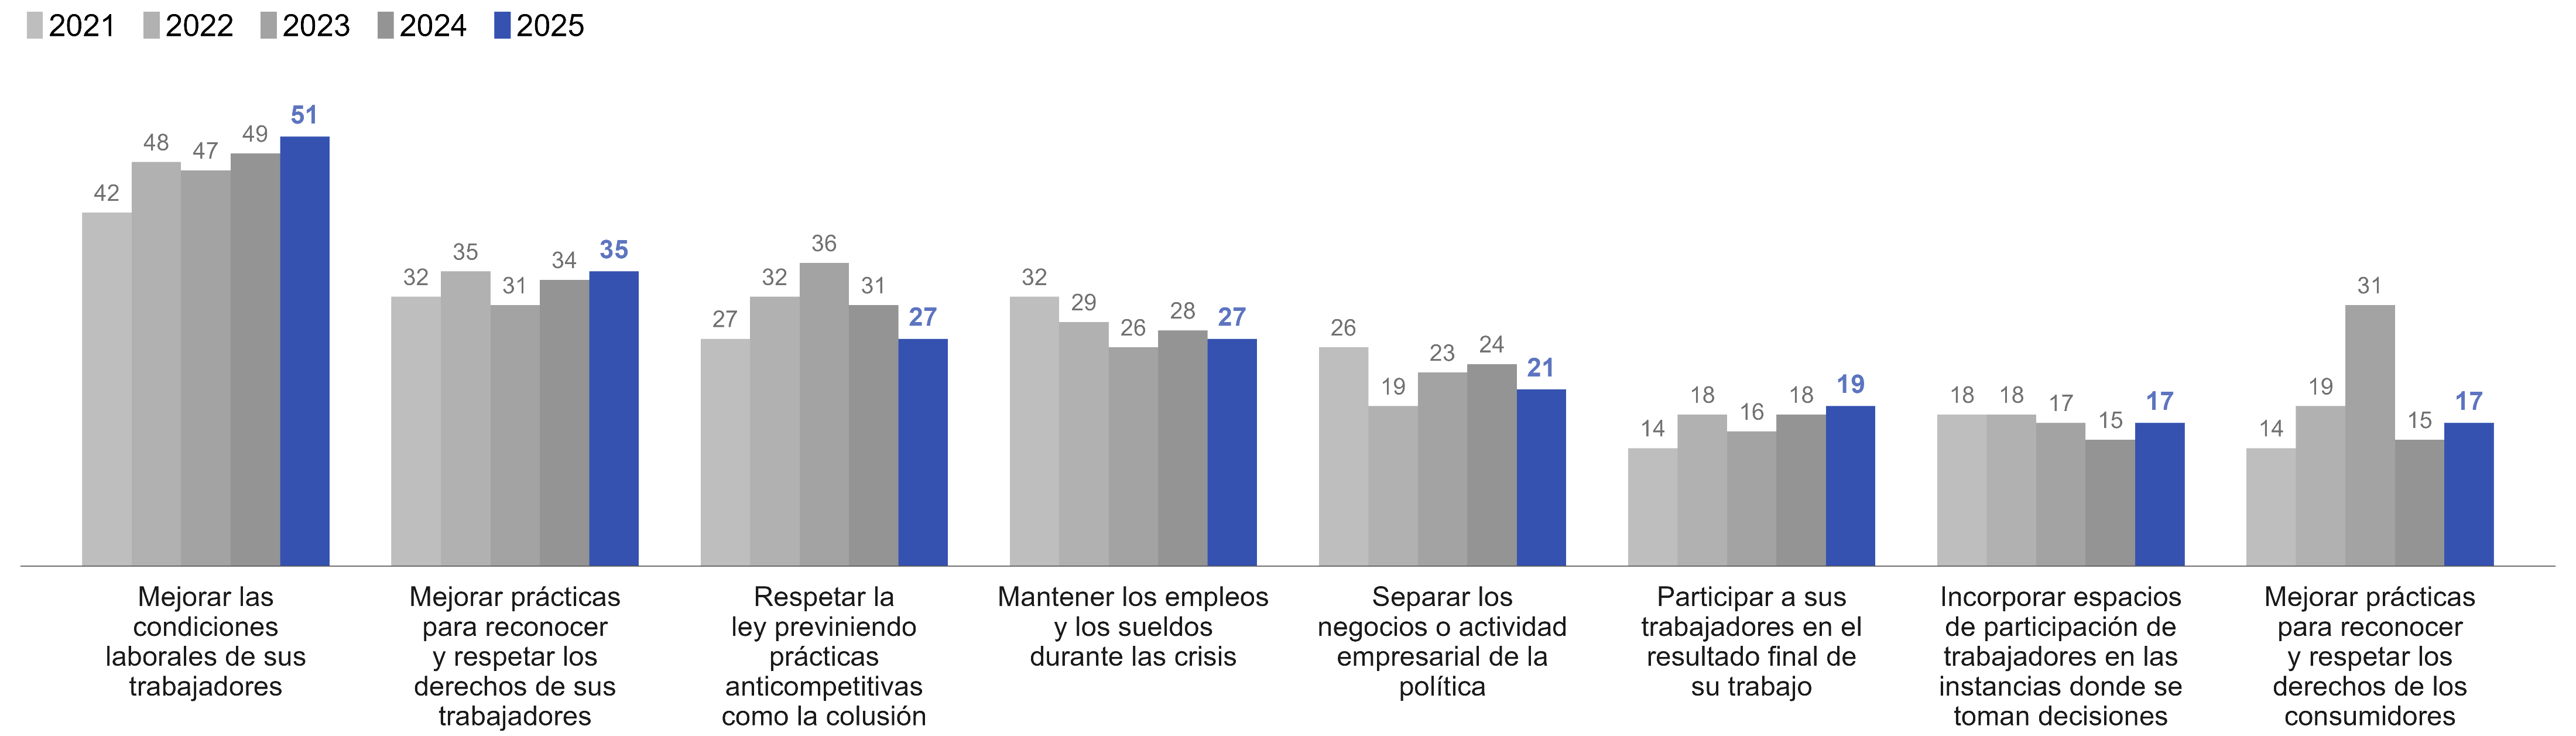 2021 2022 2023 2024 2025
42 48 47 49 51
32 35 31 34 35
27 32 36 31 27
32 29 26 28 27
26 19 23 24 21
14 18 16 18 19
18 18 17 15 17
14 19 31 15 17
Mejorar las
condiciones
laborales de sus
trabajadores
Mejorar prácticas
para reconocer
y respetar los
derechos de sus
trabajadores
Respetar la
ley previniendo
prácticas
anticompetitivas
como la colusión
Mantener los empleos
y los sueldos
durante las crisis
Separar los
negocios o actividad
empresarial de la
política
Participar a sus
trabajadores en el
resultado final de
su trabajo
Incorporar espacios
de participación de
trabajadores en las
instancias donde se
toman decisiones
Mejorar prácticas
para reconocer
y respetar los
derechos de los
consumidores